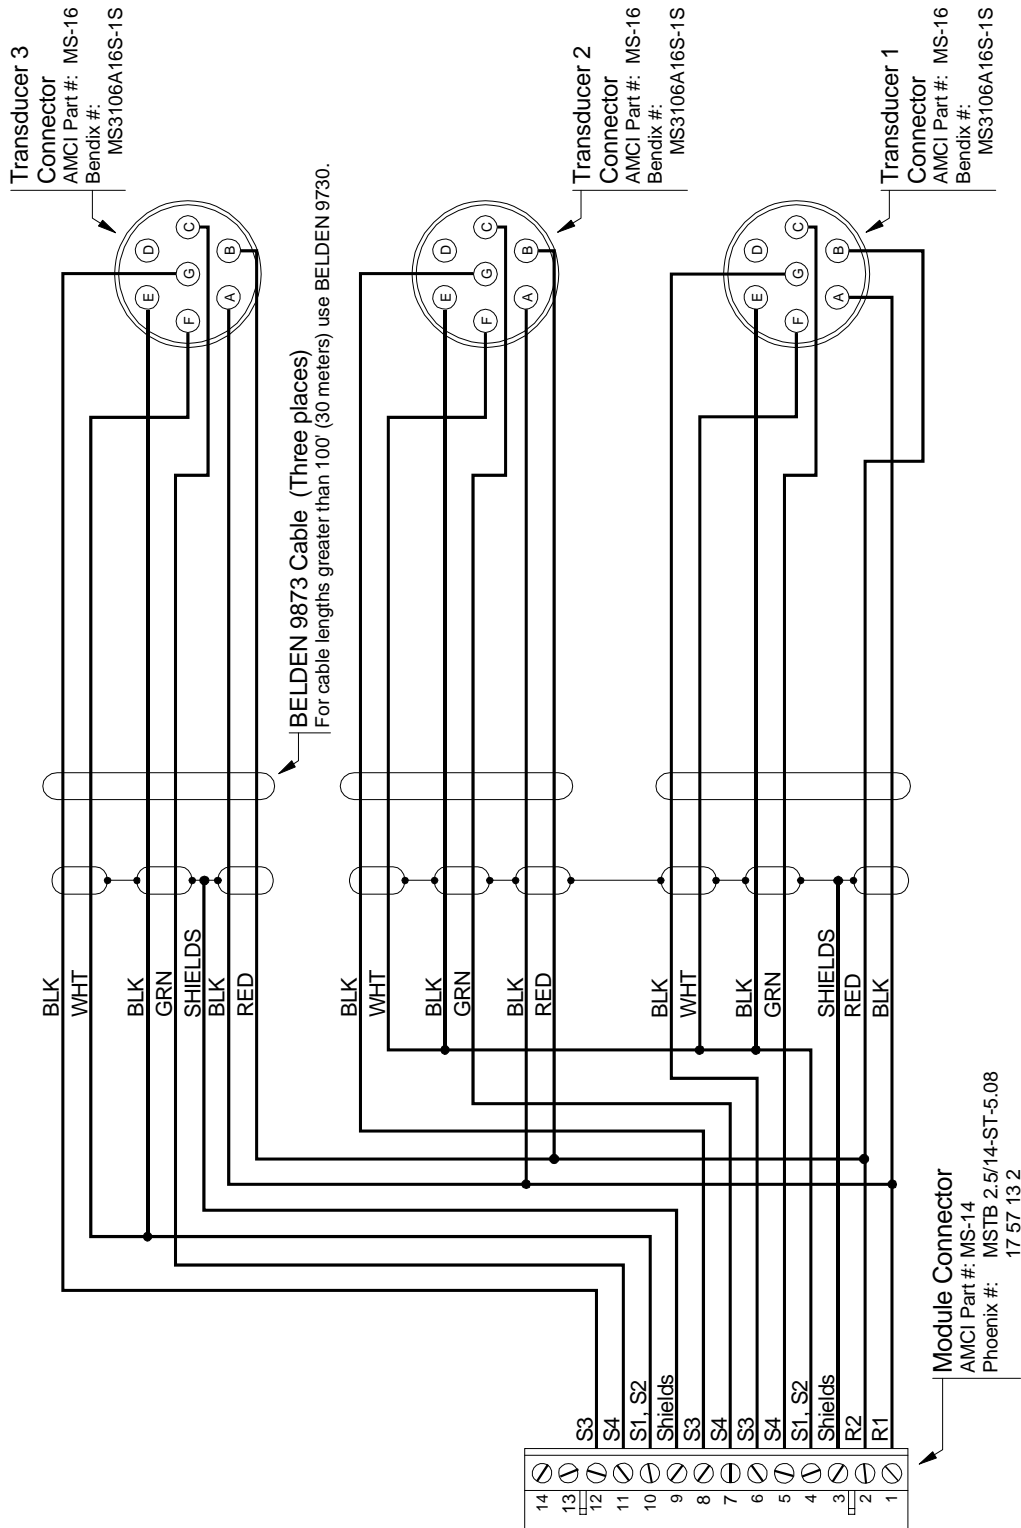 Transducer 3
Connector
AMCI Part #: MS-16
Bendix #:
MS3106A16S-1S
Transducer 2
Connector
AMCI Part #: MS-16
Bendix #:
MS3106A16S-1S
Transducer 1
Connector
AMCI Part #: MS-16
Bendix #:
MS3106A16S-1S
A
B
C
D
E
F
G
A
B
C
D
E
F
G
A
B
C
D
E
F
G
BELDEN 9873 Cable (Three places)
For cable lengths greater than 100' (30 meters) use BELDEN 9730.
BLK
WHT
BLK
GRN
SHIELDS
BLK
RED
BLK
WHT
BLK
GRN
BLK
RED
BLK
WHT
BLK
GRN
SHIELDS
RED
BLK
S3
S4
S1, S2
Shields
S3
S4
S3
S4
S1, S2
Shields
R2
R1
14
13
12
11
10
9
8
7
6
5
4
3
2
1
Module Connector
AMCI Part #: MS-14
Phoenix #: MSTB 2.5/14-ST-5.08
17 57 13 2